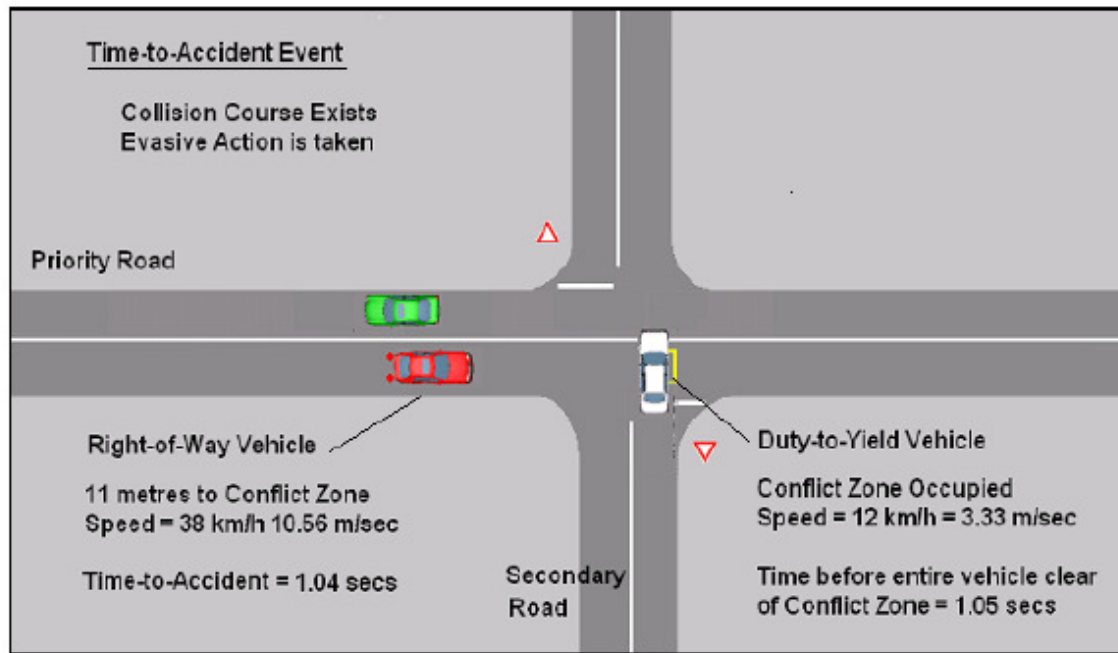 Time-to-Accident Event
Collision Course Exists
Evasive Action is taken
Priority Road
Right-of-Way Vehicle
11 metres to Conflict Zone
Speed = 38 km/h 10.56 m/sec
Time-to-Accident = 1.04 secs
Secondary
Road
Duty-to-Yield Vehicle
Conflict Zone Occupied
Speed = 12 km/h = 3.33 m/sec
Time before entire vehicle clear
of Conflict Zone = 1.05 secs